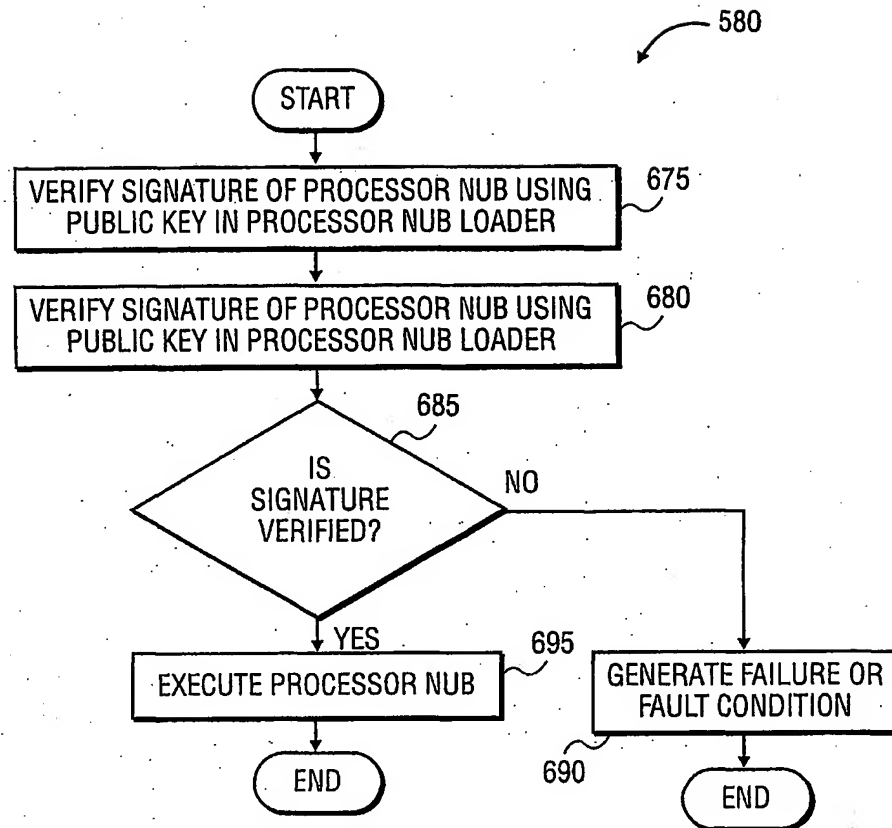 580
START
VERIFY SIGNATURE OF PROCESSOR NUB USING
PUBLIC KEY IN PROCESSOR NUB LOADER
675
VERIFY SIGNATURE OF PROCESSOR NUB USING
PUBLIC KEY IN PROCESSOR NUB LOADER
680
685
IS
SIGNATURE
VERIFIED?
NO
YES
EXECUTE PROCESSOR NUB
695
GENERATE FAILURE OR
FAULT CONDITION
690
END
END